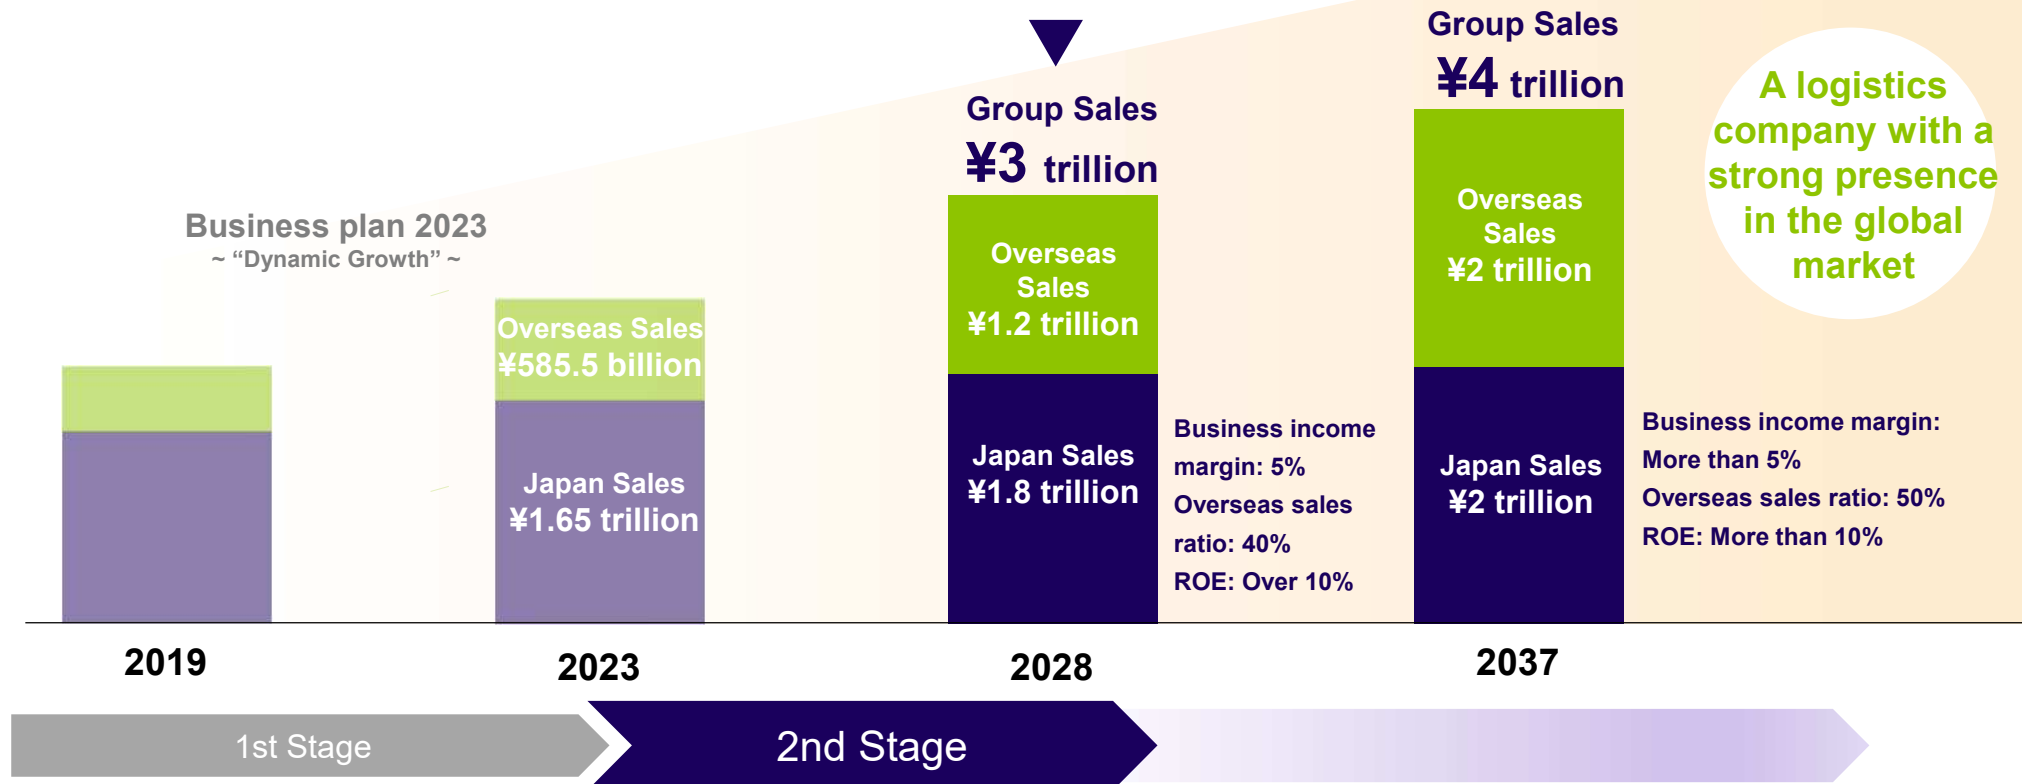 Business plan 2023
~ “Dynamic Growth” ~
Overseas Sales
¥585.5 billion
Japan Sales
¥1.65 trillion
Group Sales
¥3 trillion
Overseas
Sales
¥1.2 trillion
Japan Sales
¥1.8 trillion
Business income
margin: 5%
Overseas sales
ratio: 40%
ROE: Over 10%
Group Sales
¥4 trillion
Overseas
Sales
¥2 trillion
Japan Sales
¥2 trillion
Business income margin:
More than 5%
Overseas sales ratio: 50%
ROE: More than 10%
A logistics
company with a
strong presence
in the global
market
2019
2023
2028
2037
1st Stage
2nd Stage